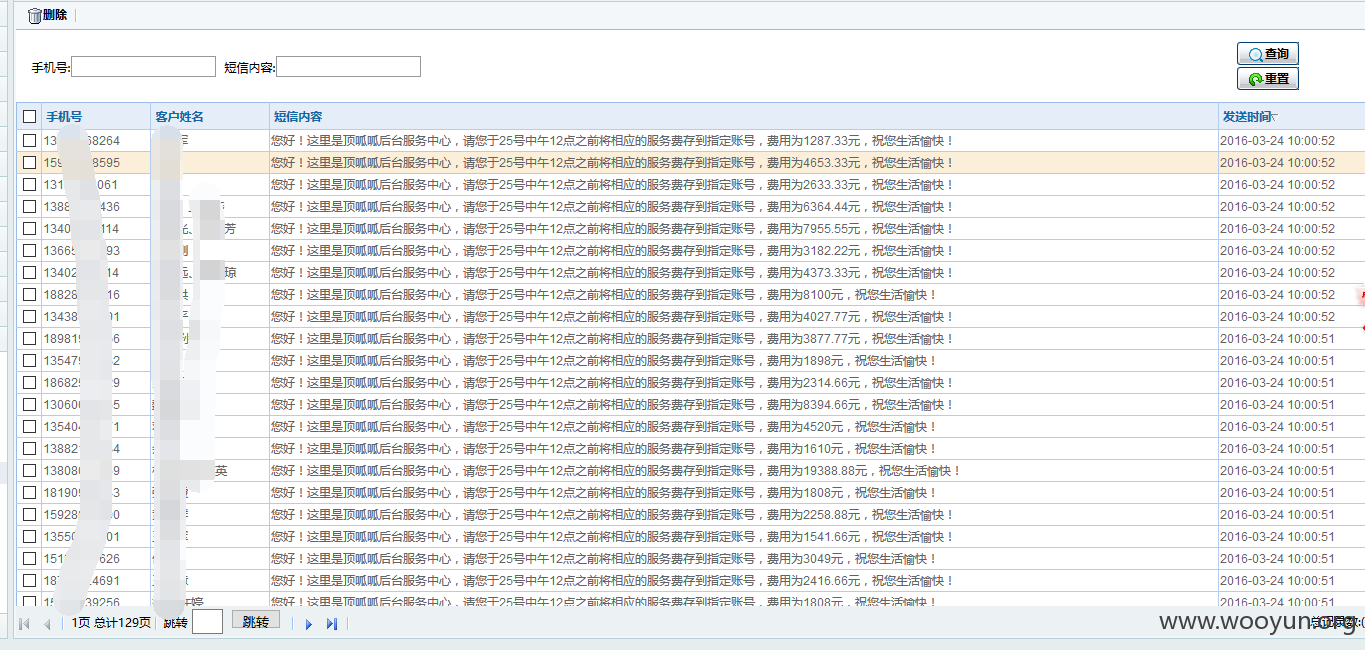 删除
手机号: 短信内容: 查询
重置
手机号 客户姓名 短信内容 发送时间
13 68264 军 您好！这里是顶呱呱后台服务中心，请您于25号中午12点之前将相应的服务费存到指定账号，费用为1287.33元，祝您生活愉快！ 2016-03-24 10:00:52
159 8595 您好！这里是顶呱呱后台服务中心，请您于25号中午12点之前将相应的服务费存到指定账号，费用为4653.33元，祝您生活愉快！ 2016-03-24 10:00:52
131 061 您好！这里是顶呱呱后台服务中心，请您于25号中午12点之前将相应的服务费存到指定账号，费用为2633.33元，祝您生活愉快！ 2016-03-24 10:00:52
1388 436 您好！这里是顶呱呱后台服务中心，请您于25号中午12点之前将相应的服务费存到指定账号，费用为6364.44元，祝您生活愉快！ 2016-03-24 10:00:52
1340 114 芳 您好！这里是顶呱呱后台服务中心，请您于25号中午12点之前将相应的服务费存到指定账号，费用为7955.55元，祝您生活愉快！ 2016-03-24 10:00:52
1366 93 您好！这里是顶呱呱后台服务中心，请您于25号中午12点之前将相应的服务费存到指定账号，费用为3182.22元，祝您生活愉快！ 2016-03-24 10:00:52
13402 14 琼 您好！这里是顶呱呱后台服务中心，请您于25号中午12点之前将相应的服务费存到指定账号，费用为4373.33元，祝您生活愉快！ 2016-03-24 10:00:52
18828 16 您好！这里是顶呱呱后台服务中心，请您于25号中午12点之前将相应的服务费存到指定账号，费用为8100元，祝您生活愉快！ 2016-03-24 10:00:52
13438 01 您好！这里是顶呱呱后台服务中心，请您于25号中午12点之前将相应的服务费存到指定账号，费用为4027.77元，祝您生活愉快！ 2016-03-24 10:00:52
18981 6 您好！这里是顶呱呱后台服务中心，请您于25号中午12点之前将相应的服务费存到指定账号，费用为3877.77元，祝您生活愉快！ 2016-03-24 10:00:51
13547 2 您好！这里是顶呱呱后台服务中心，请您于25号中午12点之前将相应的服务费存到指定账号，费用为1898元，祝您生活愉快！ 2016-03-24 10:00:51
18682 9 您好！这里是顶呱呱后台服务中心，请您于25号中午12点之前将相应的服务费存到指定账号，费用为2314.66元，祝您生活愉快！ 2016-03-24 10:00:51
13060 5 您好！这里是顶呱呱后台服务中心，请您于25号中午12点之前将相应的服务费存到指定账号，费用为8394.66元，祝您生活愉快！ 2016-03-24 10:00:51
13540 1 您好！这里是顶呱呱后台服务中心，请您于25号中午12点之前将相应的服务费存到指定账号，费用为4520元，祝您生活愉快！ 2016-03-24 10:00:51
13882 4 您好！这里是顶呱呱后台服务中心，请您于25号中午12点之前将相应的服务费存到指定账号，费用为1610元，祝您生活愉快！ 2016-03-24 10:00:51
13808 9 英 您好！这里是顶呱呱后台服务中心，请您于25号中午12点之前将相应的服务费存到指定账号，费用为19388.88元，祝您生活愉快！ 2016-03-24 10:00:51
18190 3 您好！这里是顶呱呱后台服务中心，请您于25号中午12点之前将相应的服务费存到指定账号，费用为1808元，祝您生活愉快！ 2016-03-24 10:00:51
15928 0 您好！这里是顶呱呱后台服务中心，请您于25号中午12点之前将相应的服务费存到指定账号，费用为2258.88元，祝您生活愉快！ 2016-03-24 10:00:51
1355 01 您好！这里是顶呱呱后台服务中心，请您于25号中午12点之前将相应的服务费存到指定账号，费用为1541.66元，祝您生活愉快！ 2016-03-24 10:00:51
151 626 您好！这里是顶呱呱后台服务中心，请您于25号中午12点之前将相应的服务费存到指定账号，费用为3049元，祝您生活愉快！ 2016-03-24 10:00:51
18 4691 您好！这里是顶呱呱后台服务中心，请您于25号中午12点之前将相应的服务费存到指定账号，费用为2416.66元，祝您生活愉快！ 2016-03-24 10:00:51
15 39256 婷 您好！这里是顶呱呱后台服务中心，请您于25号中午12点之前将相应的服务费存到指定账号，费用为1808元，祝您生活愉快！ 2016-03-24 10:00:51
1页 总计129页 跳转 跳转
www.wooyun.org